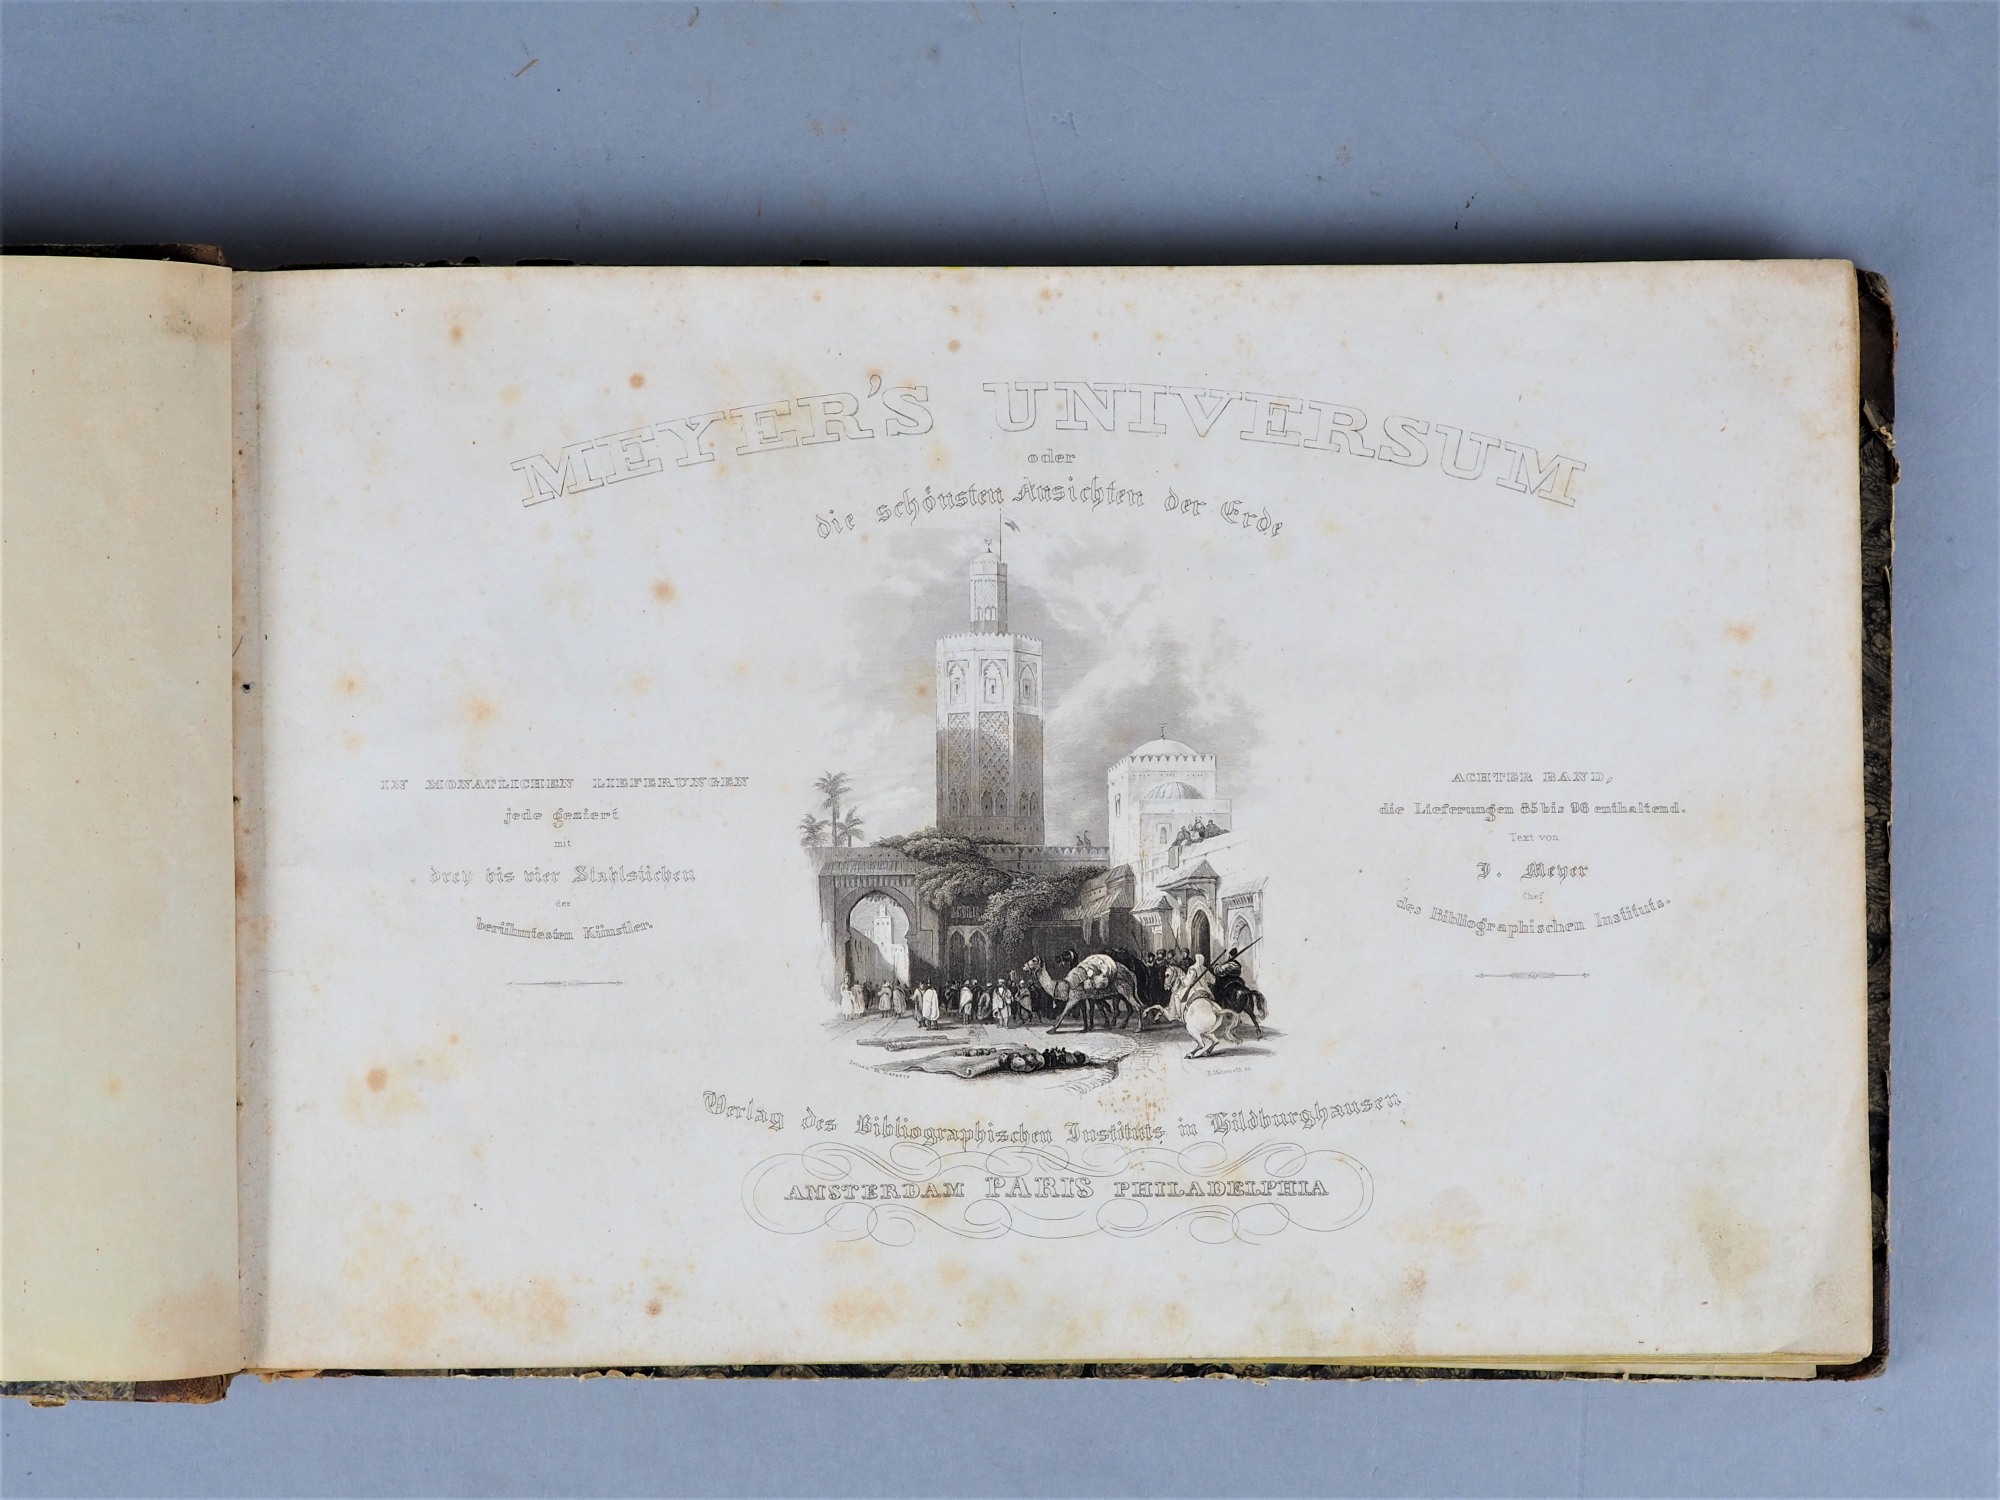 MEYER'S UNIVERSUM
oder
die schönsten Ansichten der Erde
IN MONATLICHEN LIEFERUNGEN
jede geziert
mit
drey bis vier Stahlstichen
der
berühmtesten Künstler.
ACHTER BAND,
die Lieferungen 85 bis 96 enthaltend.
Text von
J. Meyer
Chef
des Bibliographischen Instituts.
Verlag des Bibliographischen Instituts in Hildburghausen
AMSTERDAM PARIS PHILADELPHIA